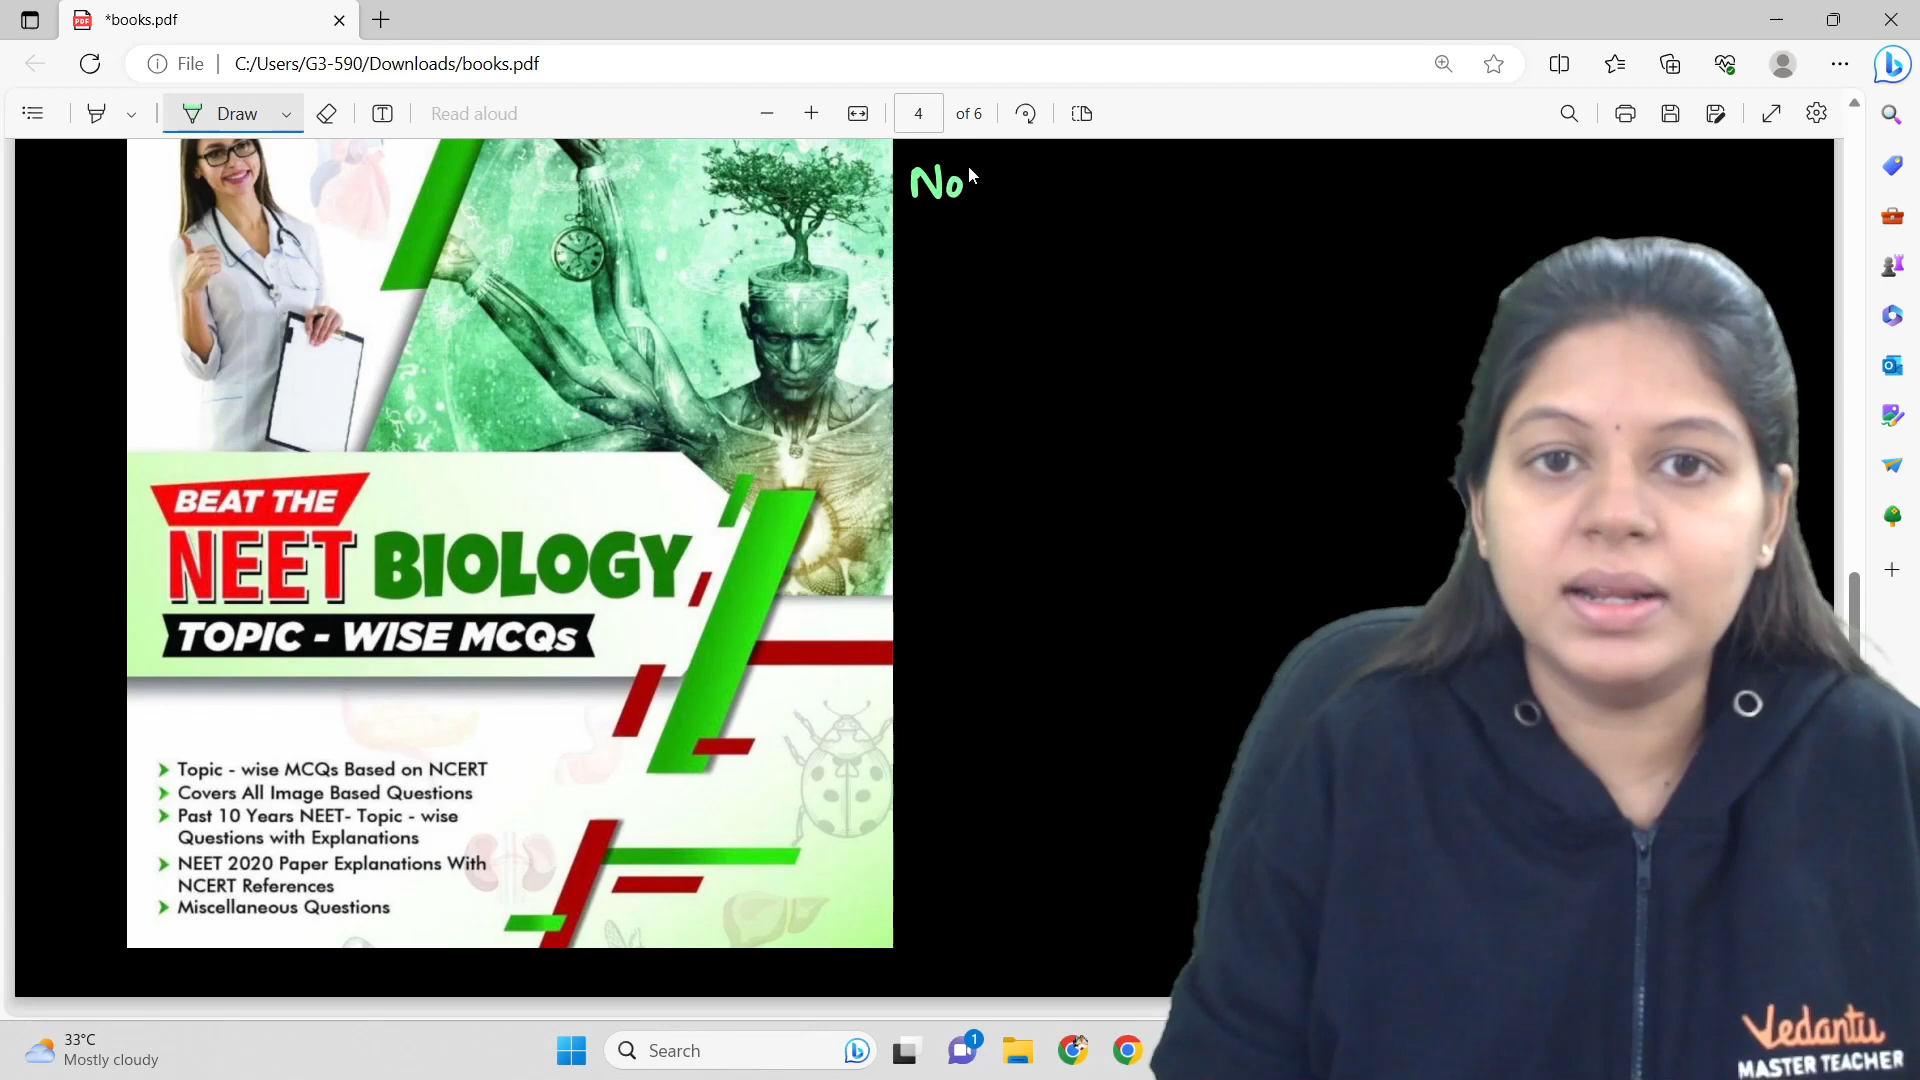 *books.pdf
File
C:/Users/G3-590/Downloads/books.pdf
Draw
Read aloud
4
of 6
No
BEAT THE
NEET BIOLOGY
TOPIC - WISE MCQs
Topic - wise MCQs Based on NCERT
Covers All Image Based Questions
Past 10 Years NEET- Topic - wise
Questions with Explanations
NEET 2020 Paper Explanations With
NCERT References
Miscellaneous Questions
Vedantu
MASTER TEACHER
33°C
Mostly cloudy
Search
1